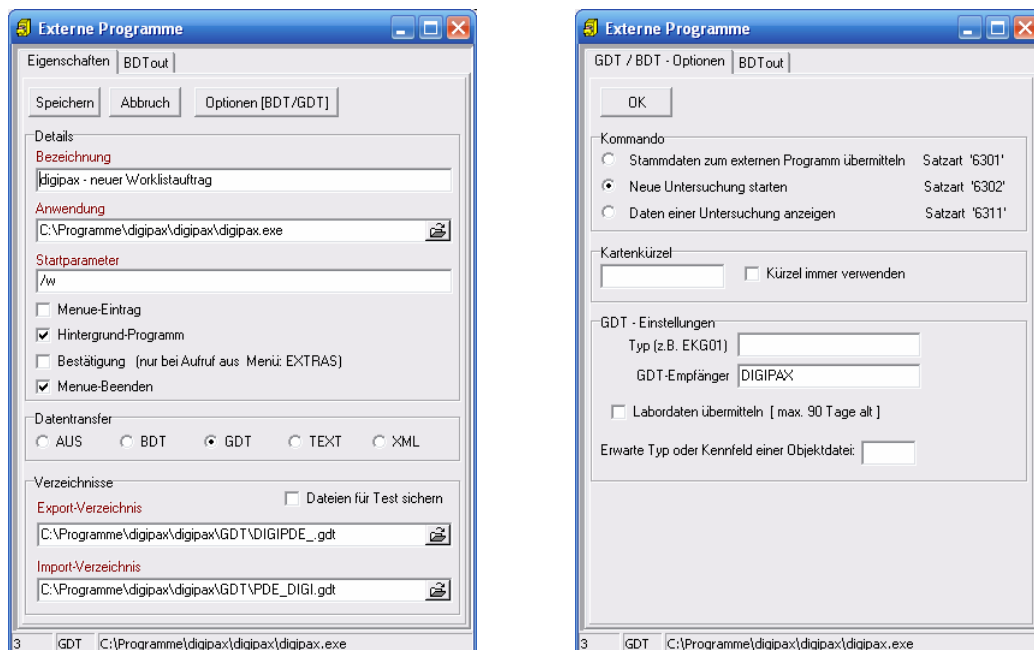 Externe Programme
Eigenschaften BDTout
Speichern Abbruch Optionen [BDT/GDT]
Details
Bezeichnung
digipax - neuer Worklistauftrag
Anwendung
C:\Programme\digipax\digipax\digipax.exe
Startparameter
/w
Menue-Eintrag
Hintergrund-Programm
Bestätigung (nur bei Aufruf aus Menü: EXTRAS)
Menue-Beenden
Datentransfer
AUS BDT GDT TEXT XML
Verzeichnisse
Dateien für Test sichern
Export-Verzeichnis
C:\Programme\digipax\digipax\GDT\DIGIPDE_.gdt
Import-Verzeichnis
C:\Programme\digipax\digipax\GDT\PDE_DIGI.gdt
3 GDT C:\Programme\digipax\digipax\digipax.exe
Externe Programme
GDT / BDT - Optionen BDTout
OK
Kommando
Stammdaten zum externen Programm übermitteln Satzart '6301'
Neue Untersuchung starten Satzart '6302'
Daten einer Untersuchung anzeigen Satzart '6311'
Kartenkürzel
Kürzel immer verwenden
GDT - Einstellungen
Typ (z.B. EKG01)
GDT-Empfänger DIGIPAX
Labordaten übermitteln [ max. 90 Tage alt ]
Erwarte Typ oder Kennfeld einer Objektdatei:
3 GDT C:\Programme\digipax\digipax\digipax.exe